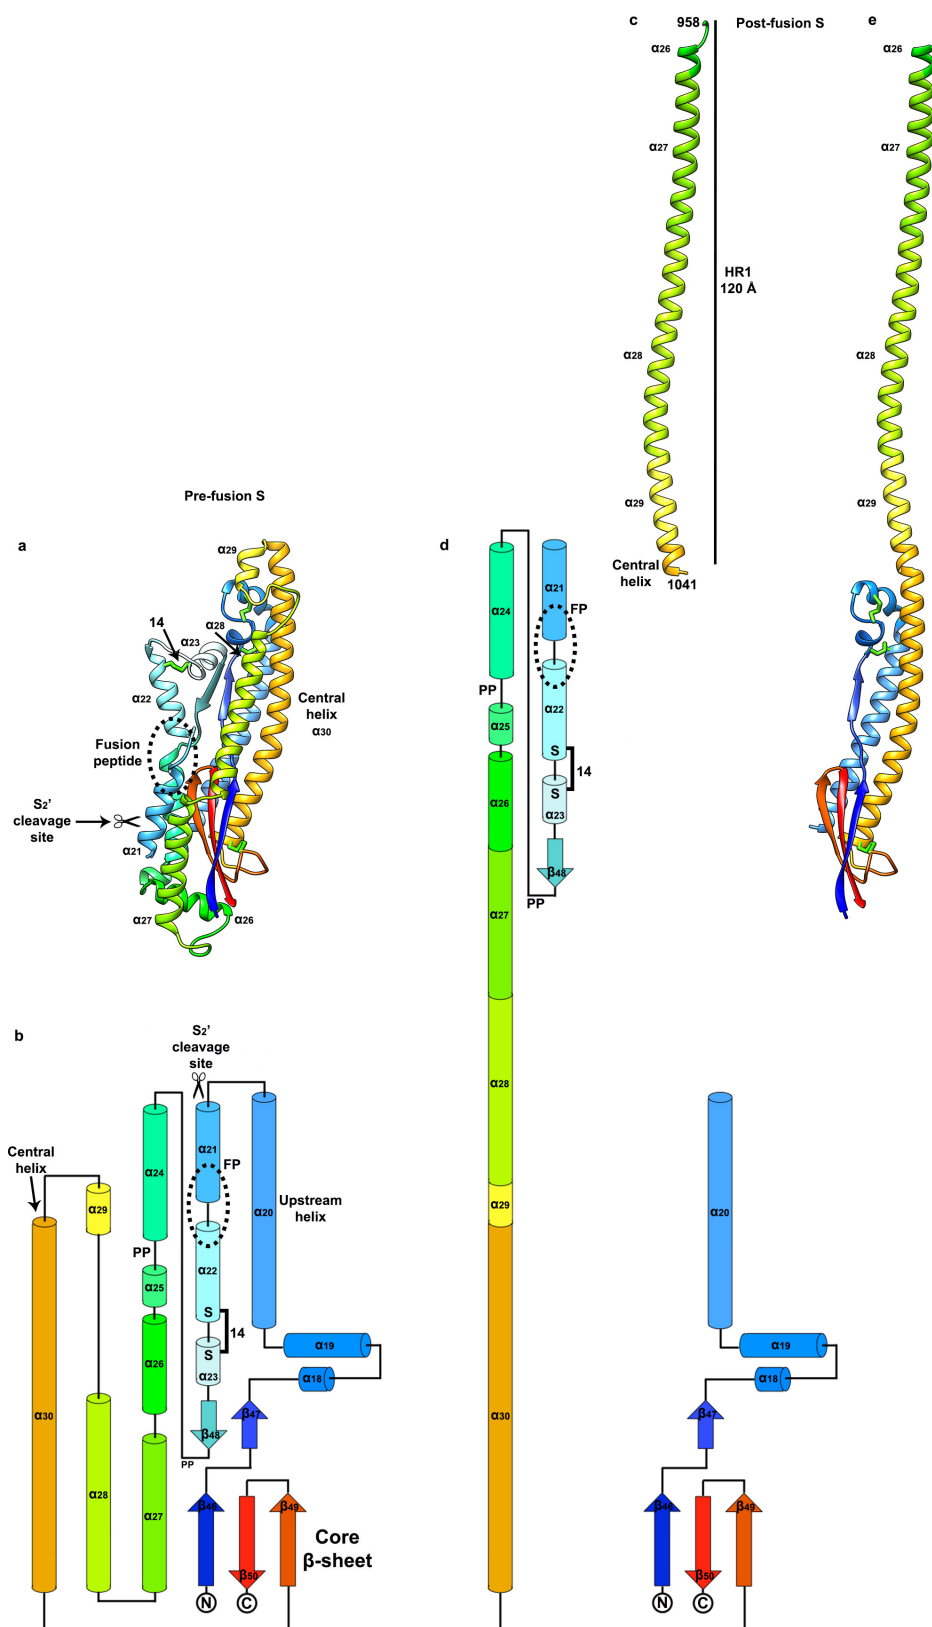 c
958
Post-fusion S
e
α26
α26
α27
α27
HR1
120 Å
α28
α28
α29
α29
Central
helix
1041
Pre-fusion S
a
α29
14
α23
α28
α22
Central
helix
α30
Fusion
peptide
S2'
cleavage
site
α21
α27
α26
d
α21
α24
FP
PP
α22
α25
S
14
S
α26
α23
β48
PP
α27
α28
α29
α30
b
S2'
cleavage
site
Central
helix
α24
α21
FP
α29
α20
Upstream
helix
PP
α22
α25
S
14
α26
S
α23
α19
α18
α30
β47
β48
PP
α28
α27
β46
β49
β50
Core
β-sheet
N
C
α20
α19
α18
β47
β46
β49
β50
N
C